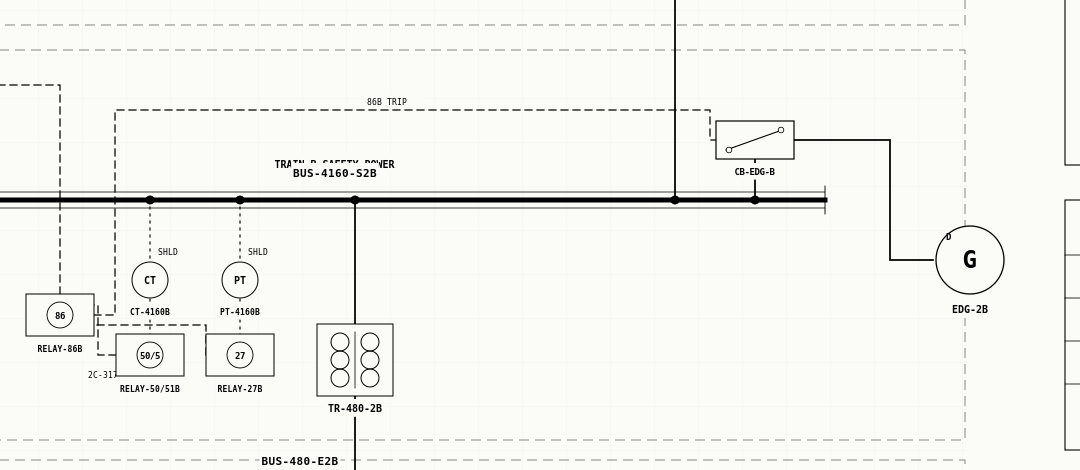 86B TRIP
TRAIN B SAFETY POWER
BUS-4160-S2B
CB-EDG-B
D
G
EDG-2B
SHLD
SHLD
CT
PT
CT-4160B
PT-4160B
86
RELAY-86B
50/5
27
2C-317
RELAY-50/51B
RELAY-27B
TR-480-2B
BUS-480-E2B